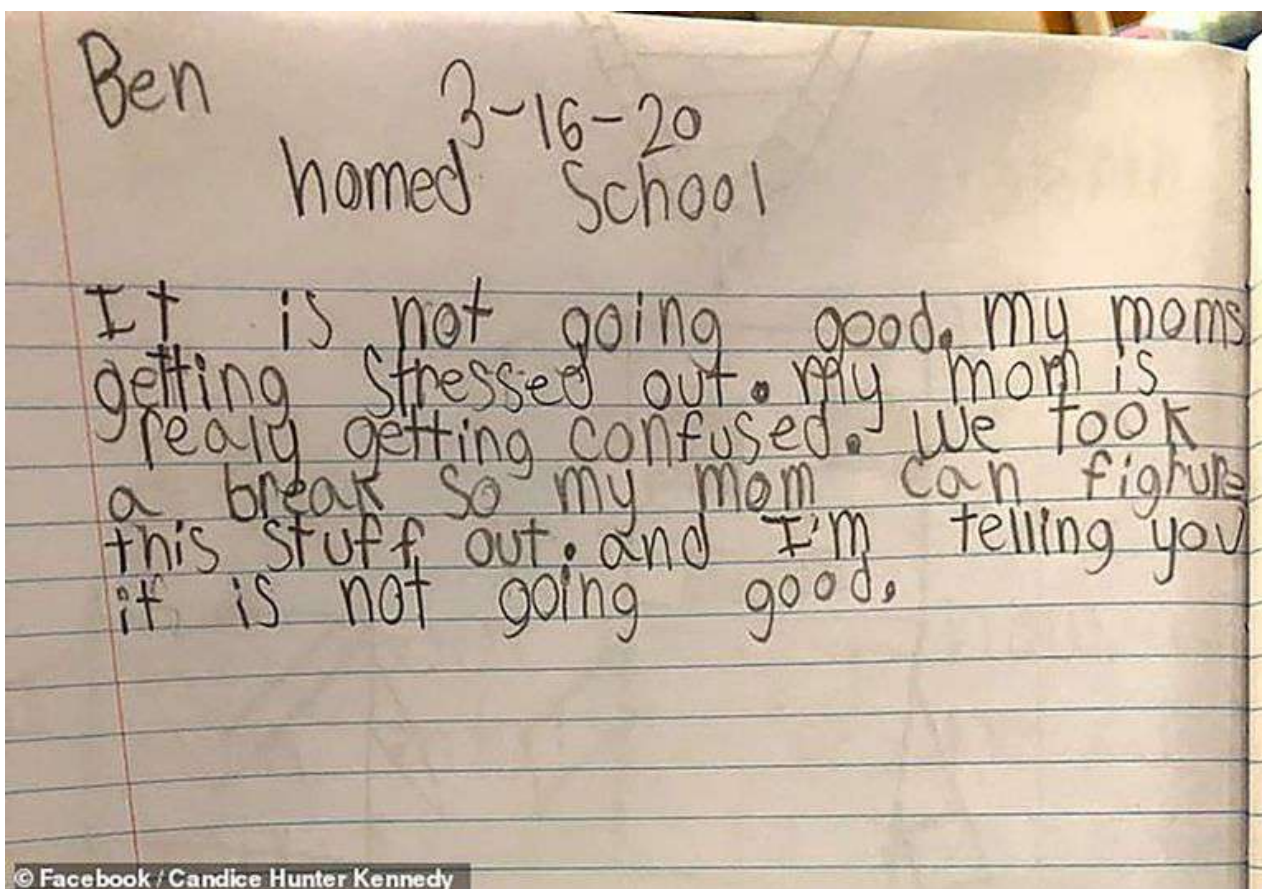 Ben
3-16-20
homed School
It is not going good. my moms
getting stressed out. my mom is
realy getting confused. We took
a break so my mom can fighure
this stuff out. and I'm telling you
it is not going good.
© Facebook / Candice Hunter Kennedy